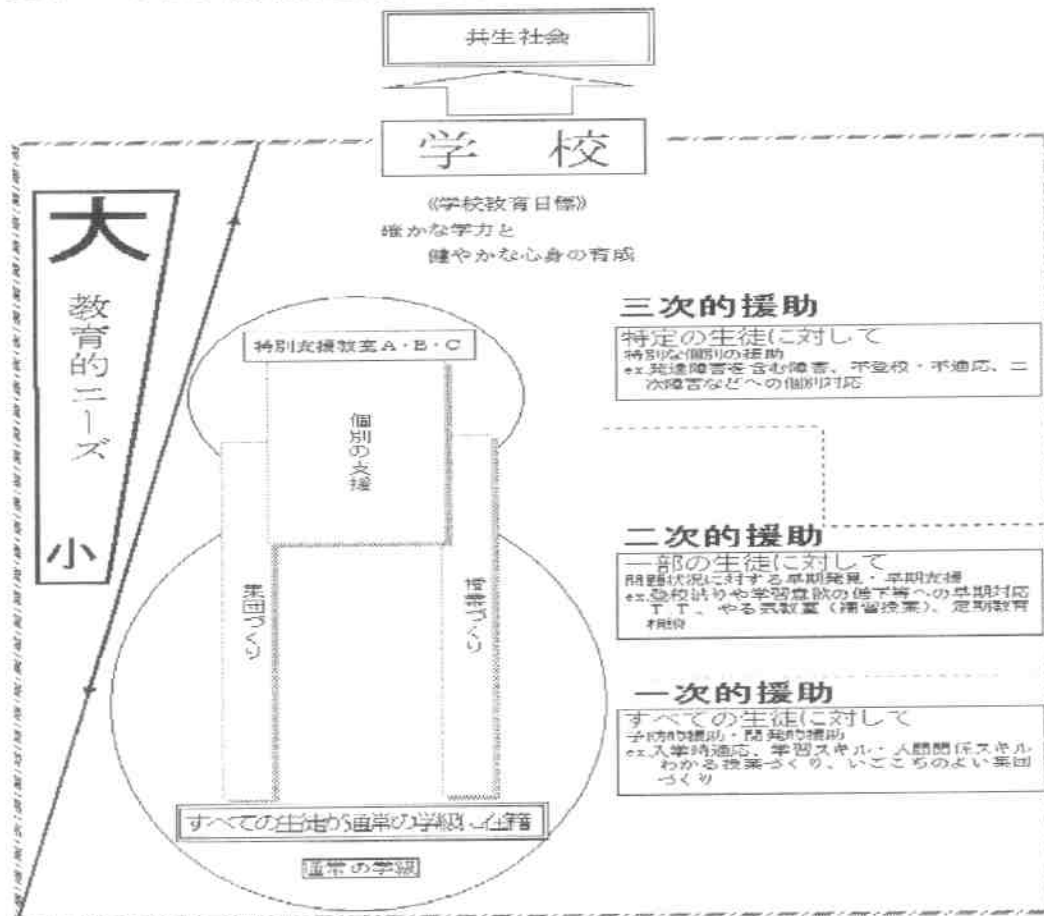 共生社会
学 校
《学校教育目標》
確かな学力と
健やかな心身の育成
大
教育的ニーズ
小
特別支援教室A・B・C
個別の支援
集団づくり
授業づくり
すべての生徒が通常の学級に在籍
通常の学級
三次的援助
特定の生徒に対して
特別な個別の援助
ex.発達障害を含む障害、不登校・不適応、二
次障害などへの個別対応
二次的援助
一部の生徒に対して
問題状況に対する早期発見・早期支援
ex.登校渋りや学習意欲の低下等への早期対応
T.T.、やる気教室(補習授業)、定期教育
相談
一次的援助
すべての生徒に対して
予防的援助・開発的援助
ex.入学時適応、学習スキル・人間関係スキル
わかる授業づくり、いごこちのよい集団
づくり